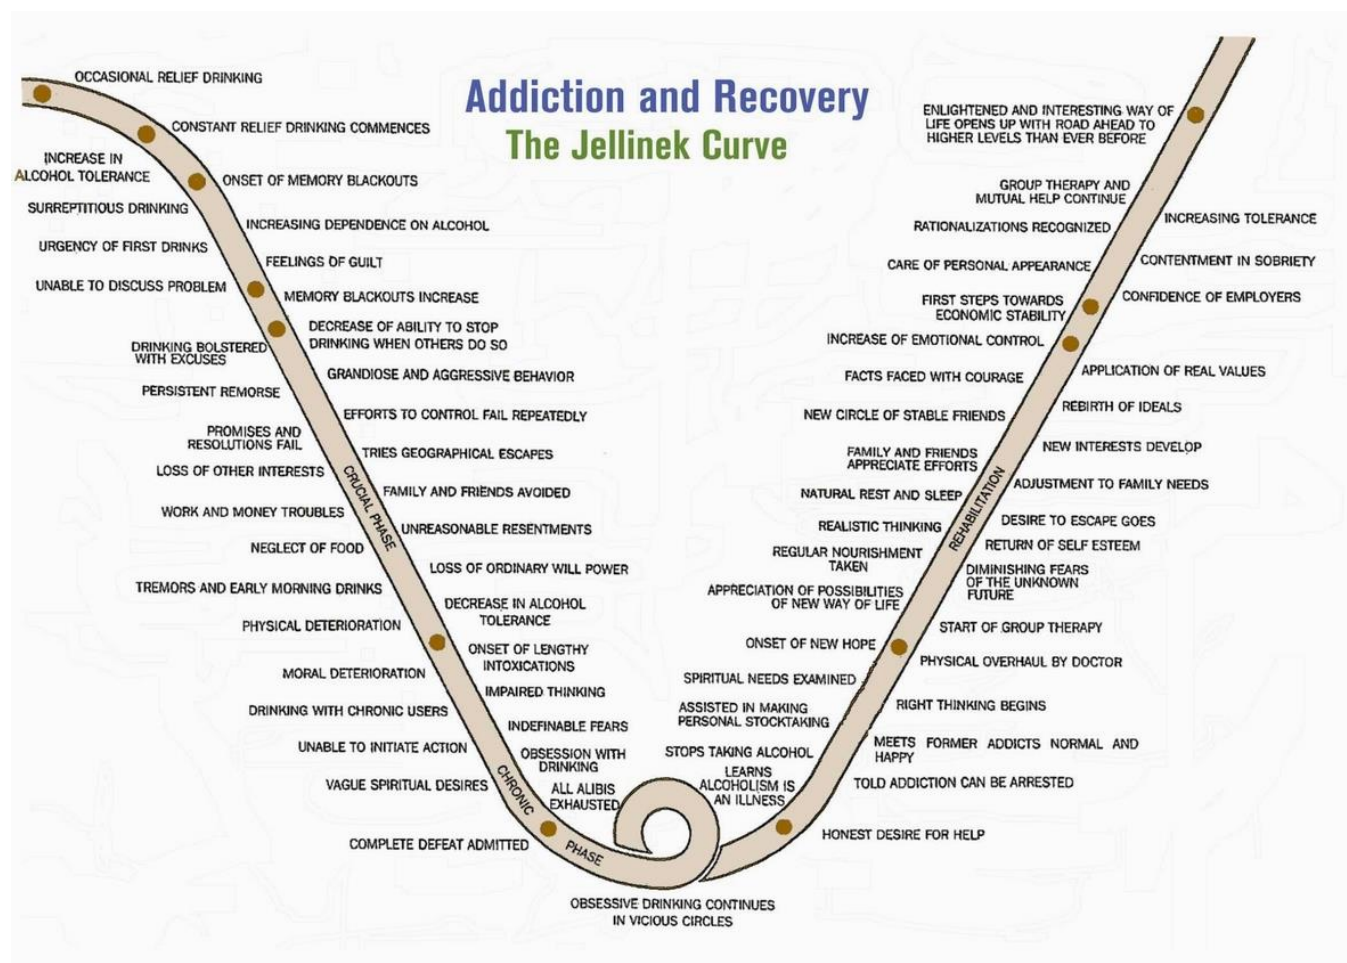 Addiction and Recovery
The Jellinek Curve
OCCASIONAL RELIEF DRINKING
CONSTANT RELIEF DRINKING COMMENCES
INCREASE IN
ALCOHOL TOLERANCE
ONSET OF MEMORY BLACKOUTS
SURREPTITIOUS DRINKING
INCREASING DEPENDENCE ON ALCOHOL
URGENCY OF FIRST DRINKS
FEELINGS OF GUILT
UNABLE TO DISCUSS PROBLEM
MEMORY BLACKOUTS INCREASE
DECREASE OF ABILITY TO STOP
DRINKING WHEN OTHERS DO SO
DRINKING BOLSTERED
WITH EXCUSES
GRANDIOSE AND AGGRESSIVE BEHAVIOR
PERSISTENT REMORSE
EFFORTS TO CONTROL FAIL REPEATEDLY
PROMISES AND
RESOLUTIONS FAIL
TRIES GEOGRAPHICAL ESCAPES
LOSS OF OTHER INTERESTS
CRUCIAL PHASE
FAMILY AND FRIENDS AVOIDED
WORK AND MONEY TROUBLES
UNREASONABLE RESENTMENTS
NEGLECT OF FOOD
LOSS OF ORDINARY WILL POWER
TREMORS AND EARLY MORNING DRINKS
DECREASE IN ALCOHOL
TOLERANCE
PHYSICAL DETERIORATION
ONSET OF LENGTHY
INTOXICATIONS
MORAL DETERIORATION
IMPAIRED THINKING
DRINKING WITH CHRONIC USERS
INDEFINABLE FEARS
UNABLE TO INITIATE ACTION
OBSESSION WITH
DRINKING
VAGUE SPIRITUAL DESIRES
CHRONIC
ALL ALIBIS
EXHAUSTED
COMPLETE DEFEAT ADMITTED
PHASE
OBSESSIVE DRINKING CONTINUES
IN VICIOUS CIRCLES
ENLIGHTENED AND INTERESTING WAY OF
LIFE OPENS UP WITH ROAD AHEAD TO
HIGHER LEVELS THAN EVER BEFORE
GROUP THERAPY AND
MUTUAL HELP CONTINUE
INCREASING TOLERANCE
RATIONALIZATIONS RECOGNIZED
CONTENTMENT IN SOBRIETY
CARE OF PERSONAL APPEARANCE
CONFIDENCE OF EMPLOYERS
FIRST STEPS TOWARDS
ECONOMIC STABILITY
INCREASE OF EMOTIONAL CONTROL
APPLICATION OF REAL VALUES
FACTS FACED WITH COURAGE
REBIRTH OF IDEALS
NEW CIRCLE OF STABLE FRIENDS
NEW INTERESTS DEVELOP
FAMILY AND FRIENDS
APPRECIATE EFFORTS
ADJUSTMENT TO FAMILY NEEDS
NATURAL REST AND SLEEP
REHABILITATION
DESIRE TO ESCAPE GOES
REALISTIC THINKING
RETURN OF SELF ESTEEM
REGULAR NOURISHMENT
TAKEN
DIMINISHING FEARS
OF THE UNKNOWN
FUTURE
APPRECIATION OF POSSIBILITIES
OF NEW WAY OF LIFE
START OF GROUP THERAPY
ONSET OF NEW HOPE
PHYSICAL OVERHAUL BY DOCTOR
SPIRITUAL NEEDS EXAMINED
RIGHT THINKING BEGINS
ASSISTED IN MAKING
PERSONAL STOCKTAKING
MEETS FORMER ADDICTS NORMAL AND
HAPPY
STOPS TAKING ALCOHOL
TOLD ADDICTION CAN BE ARRESTED
LEARNS
ALCOHOLISM IS
AN ILLNESS
HONEST DESIRE FOR HELP